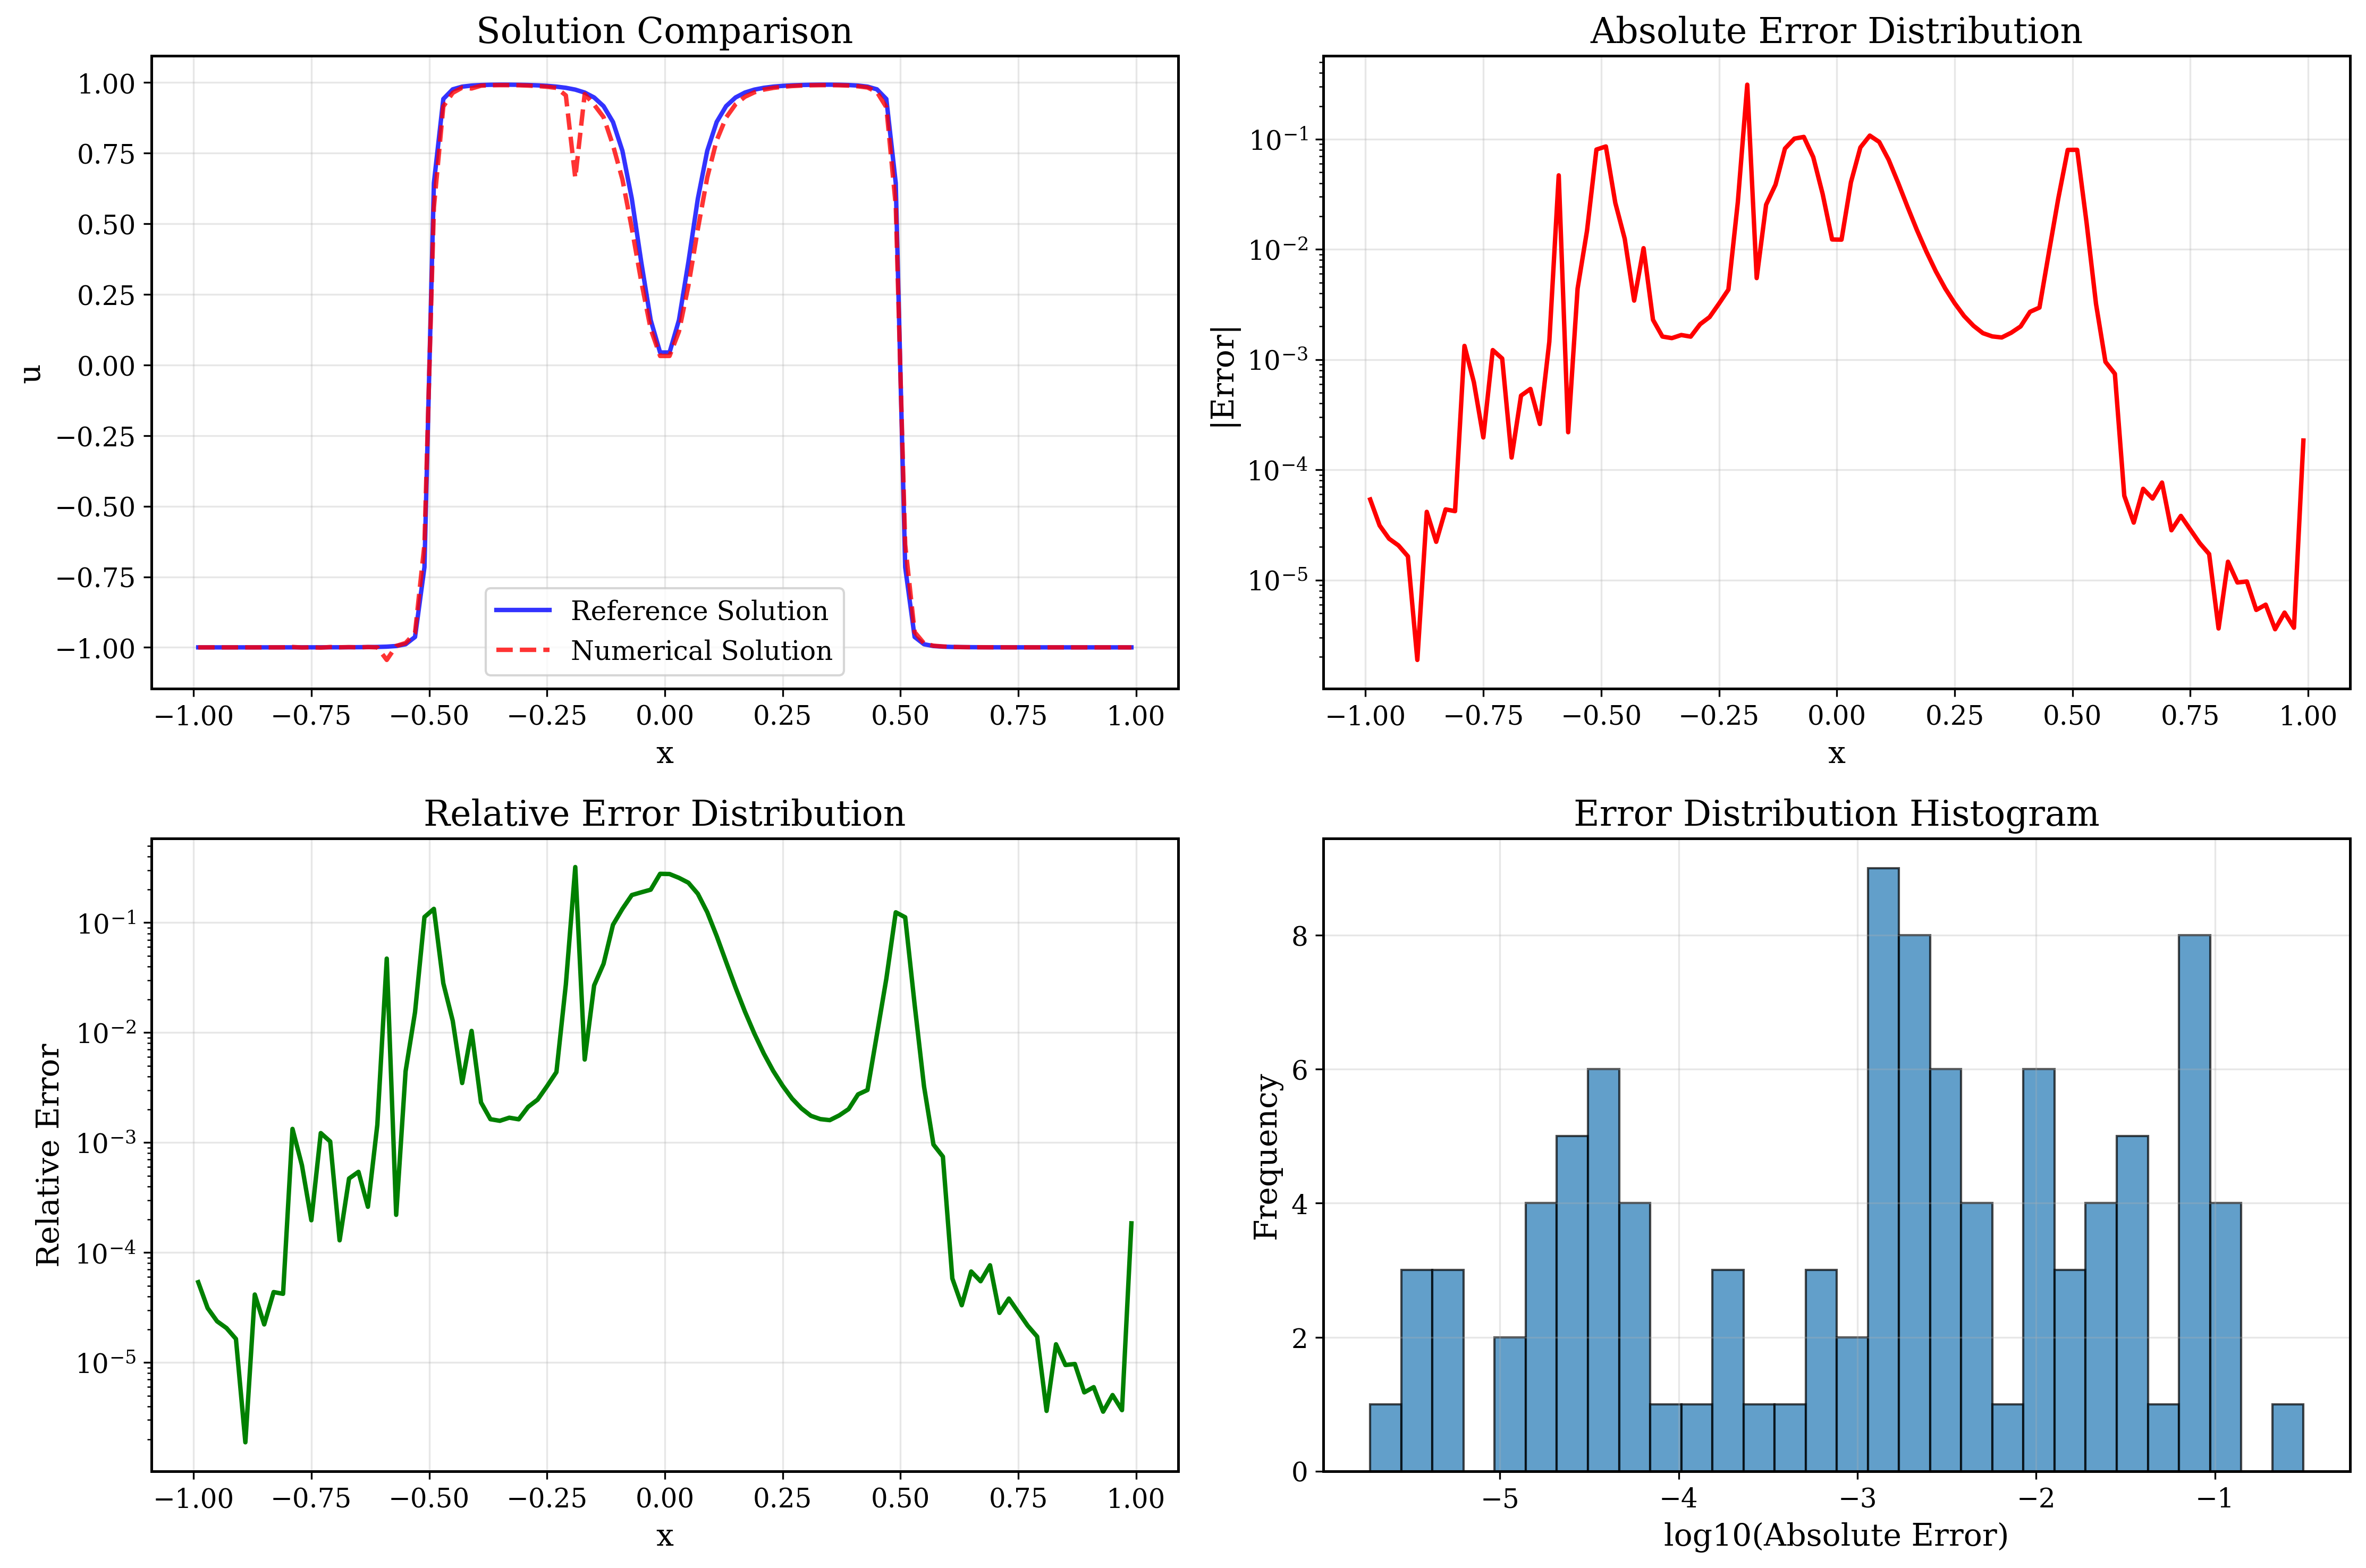 Solution Comparison
1.00
0.75
0.50
0.25
0.00
−0.25
−0.50
−0.75
−1.00
u
Reference Solution
Numerical Solution
−1.00 −0.75 −0.50 −0.25 0.00 0.25 0.50 0.75 1.00
x
Absolute Error Distribution
10⁻¹
10⁻²
10⁻³
10⁻⁴
10⁻⁵
|Error|
−1.00 −0.75 −0.50 −0.25 0.00 0.25 0.50 0.75 1.00
x
Relative Error Distribution
10⁻¹
10⁻²
10⁻³
10⁻⁴
10⁻⁵
Relative Error
−1.00 −0.75 −0.50 −0.25 0.00 0.25 0.50 0.75 1.00
x
Error Distribution Histogram
8
6
4
2
0
Frequency
−5 −4 −3 −2 −1
log10(Absolute Error)